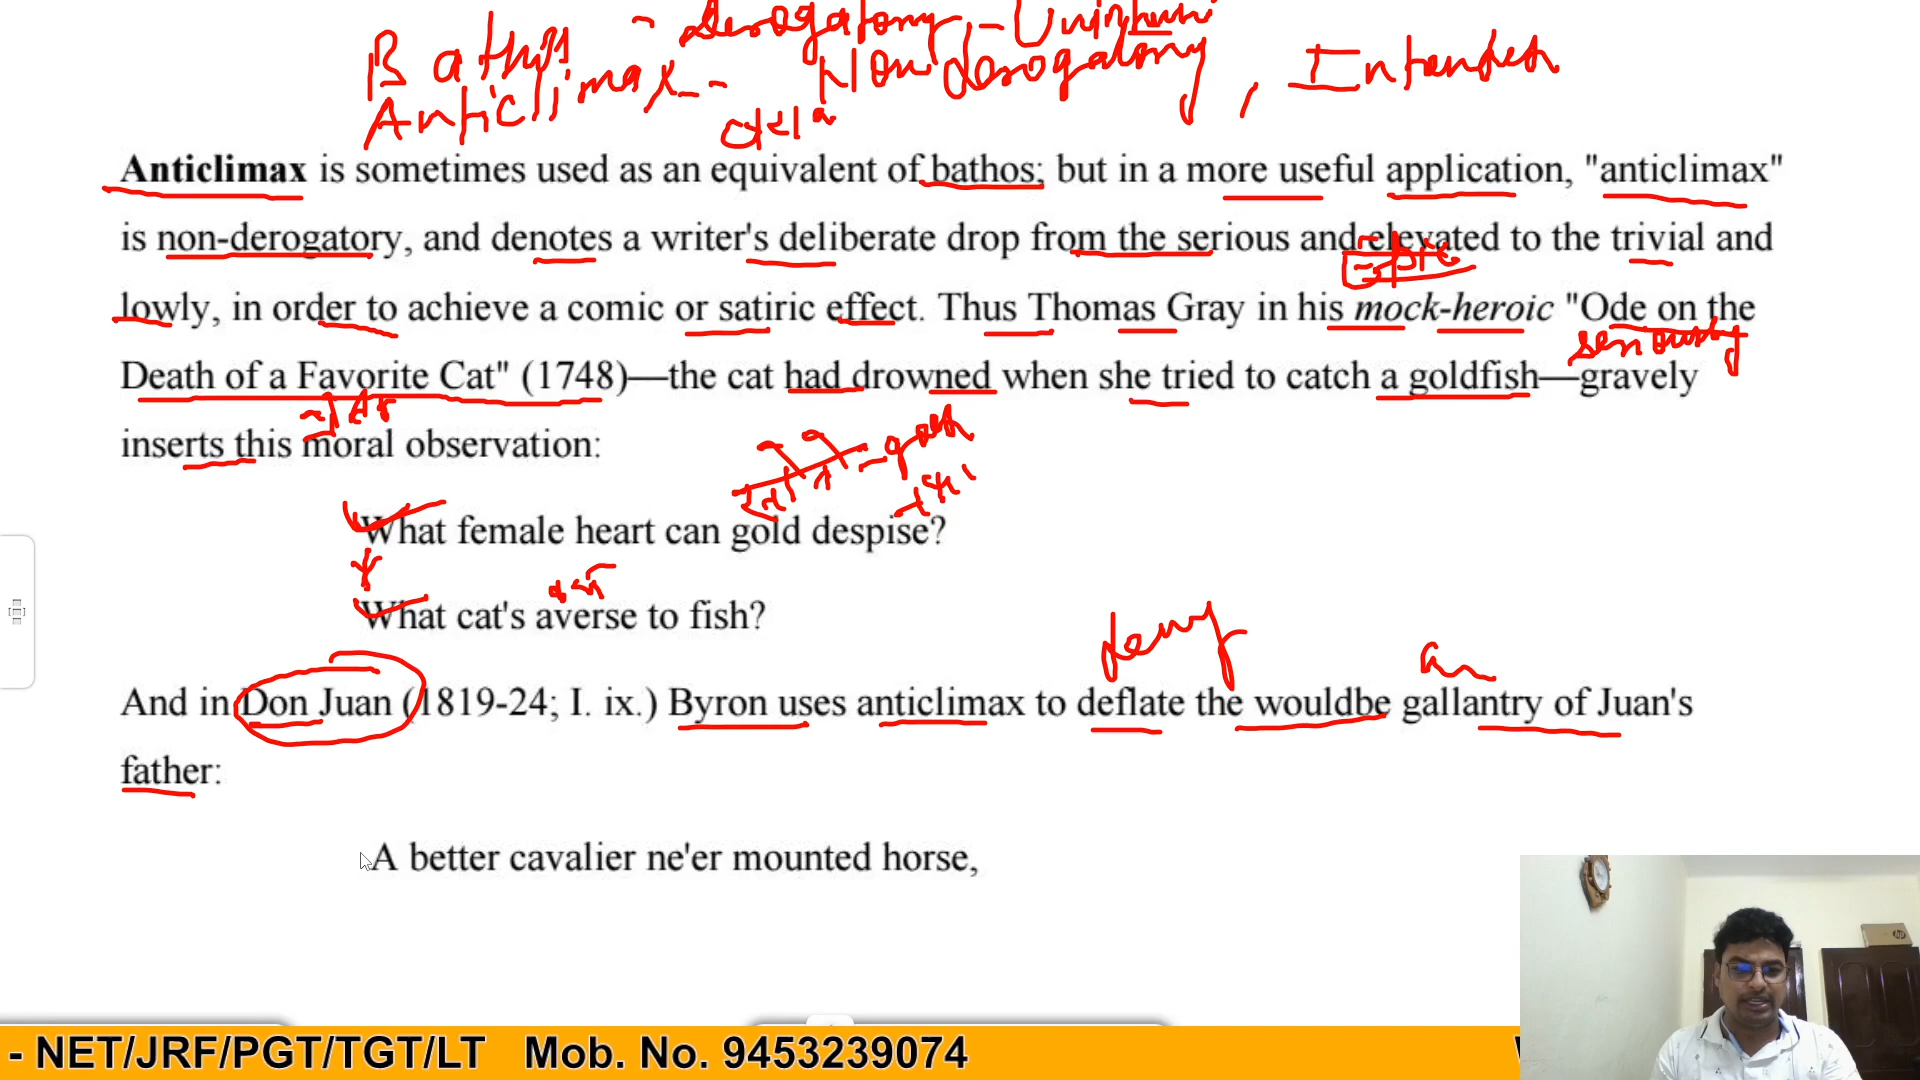 Bathos - derogatory, -
Anticlimax - Non derogatory, Intended
Anticlimax is sometimes used as an equivalent of bathos; but in a more useful application, "anticlimax"
is non-derogatory, and denotes a writer's deliberate drop from the serious and elevated to the trivial and
Epic
lowly, in order to achieve a comic or satiric effect. Thus Thomas Gray in his mock-heroic "Ode on the
seriously
Death of a Favorite Cat" (1748)—the cat had drowned when she tried to catch a goldfish—gravely
inserts this moral observation:
What female heart can gold despise?
What cat's averse to fish?
And in Don Juan (1819-24; I. ix.) Byron uses anticlimax to deflate the wouldbe gallantry of Juan's
father:
A better cavalier ne'er mounted horse,
- NET/JRF/PGT/TGT/LT Mob. No. 9453239074